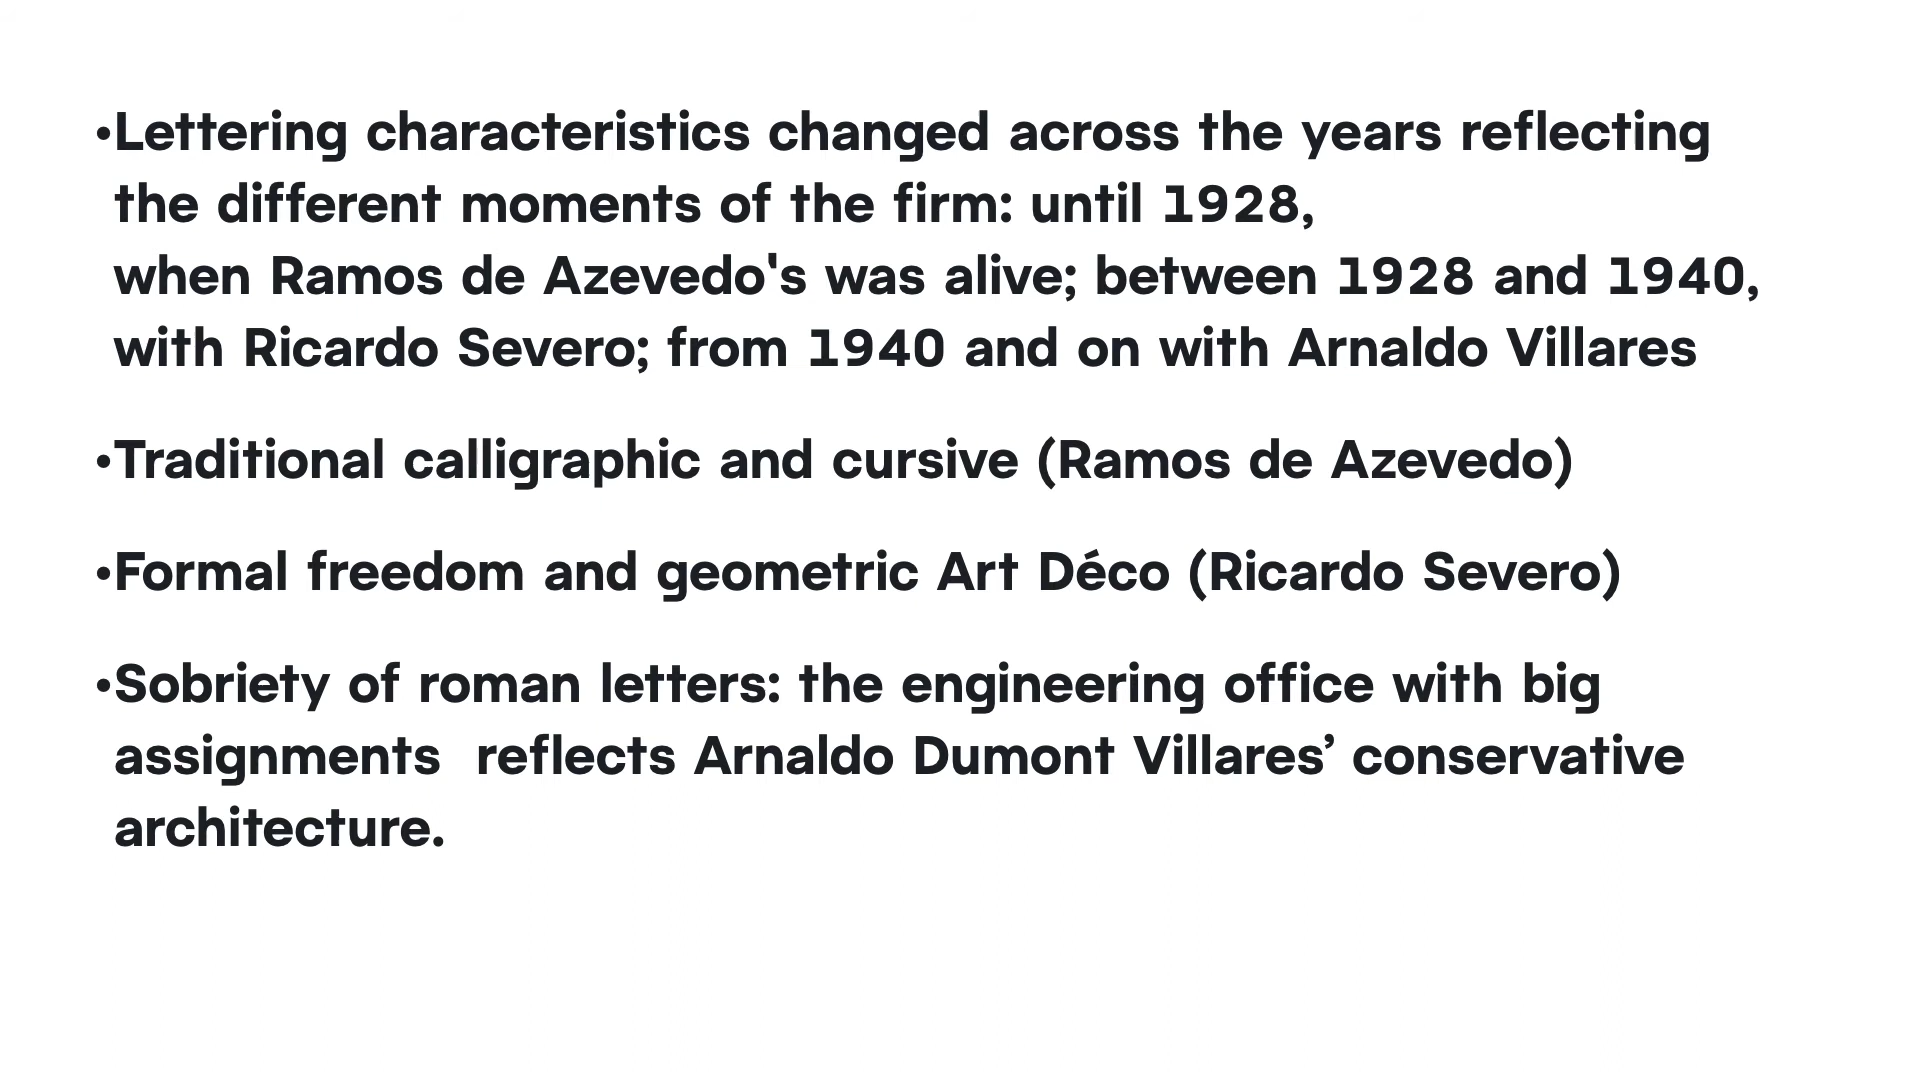 •Lettering characteristics changed across the years reflecting
the different moments of the firm: until 1928,
when Ramos de Azevedo's was alive; between 1928 and 1940,
with Ricardo Severo; from 1940 and on with Arnaldo Villares
•Traditional calligraphic and cursive (Ramos de Azevedo)
•Formal freedom and geometric Art Déco (Ricardo Severo)
•Sobriety of roman letters: the engineering office with big
assignments  reflects Arnaldo Dumont Villares’ conservative
architecture.